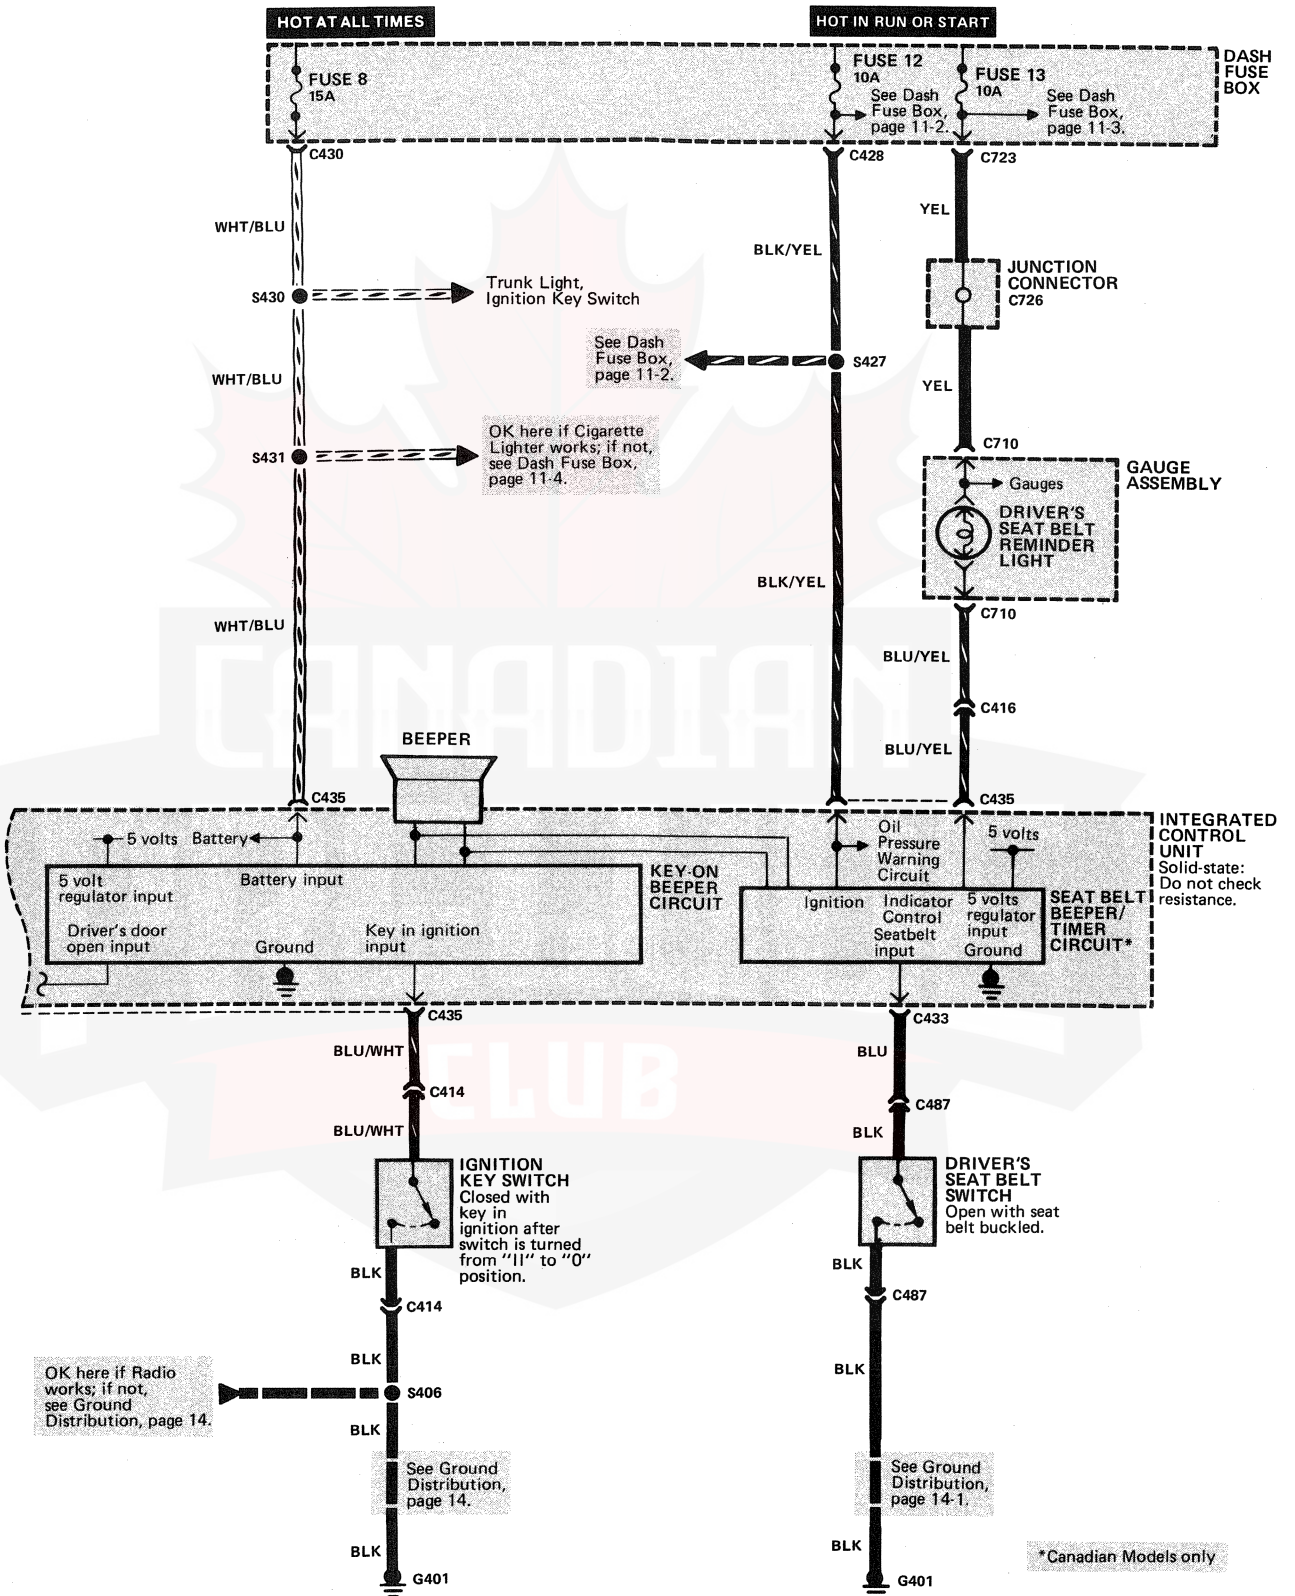 HOT AT ALL TIMES
HOT IN RUN OR START
FUSE 8
15A
FUSE 12
10A
See Dash
Fuse Box,
page 11-2.
FUSE 13
10A
See Dash
Fuse Box,
page 11-3.
DASH
FUSE
BOX
C430
C428
C723
WHT/BLU
BLK/YEL
YEL
JUNCTION
CONNECTOR
C726
S430
Trunk Light,
Ignition Key Switch
See Dash
Fuse Box,
page 11-2.
S427
WHT/BLU
YEL
S431
OK here if Cigarette
Lighter works; if not,
see Dash Fuse Box,
page 11-4.
C710
GAUGE
ASSEMBLY
Gauges
DRIVER'S
SEAT BELT
REMINDER
LIGHT
BLK/YEL
C710
WHT/BLU
BLU/YEL
C416
BLU/YEL
CANADIAN
BEEPER
C435
C435
INTEGRATED
CONTROL
UNIT
Solid-state:
Do not check
resistance.
5 volts
Battery
Oil
Pressure
Warning
Circuit
5 volts
5 volt
regulator input
Battery input
Driver's door
open input
Ground
Key in ignition
input
KEY-ON
BEEPER
CIRCUIT
Ignition
Indicator
Control
Seatbelt
input
5 volts
regulator
input
Ground
SEAT BELT
BEEPER/
TIMER
CIRCUIT*
C435
C433
BLU/WHT
BLU
CLUB
C414
C487
BLU/WHT
BLK
IGNITION
KEY SWITCH
Closed with
key in
ignition after
switch is turned
from "II" to "0"
position.
DRIVER'S
SEAT BELT
SWITCH
Open with seat
belt buckled.
BLK
BLK
C414
C487
BLK
BLK
OK here if Radio
works; if not,
see Ground
Distribution, page 14.
S406
BLK
See Ground
Distribution,
page 14.
See Ground
Distribution,
page 14-1.
BLK
BLK
*Canadian Models only
G401
G401